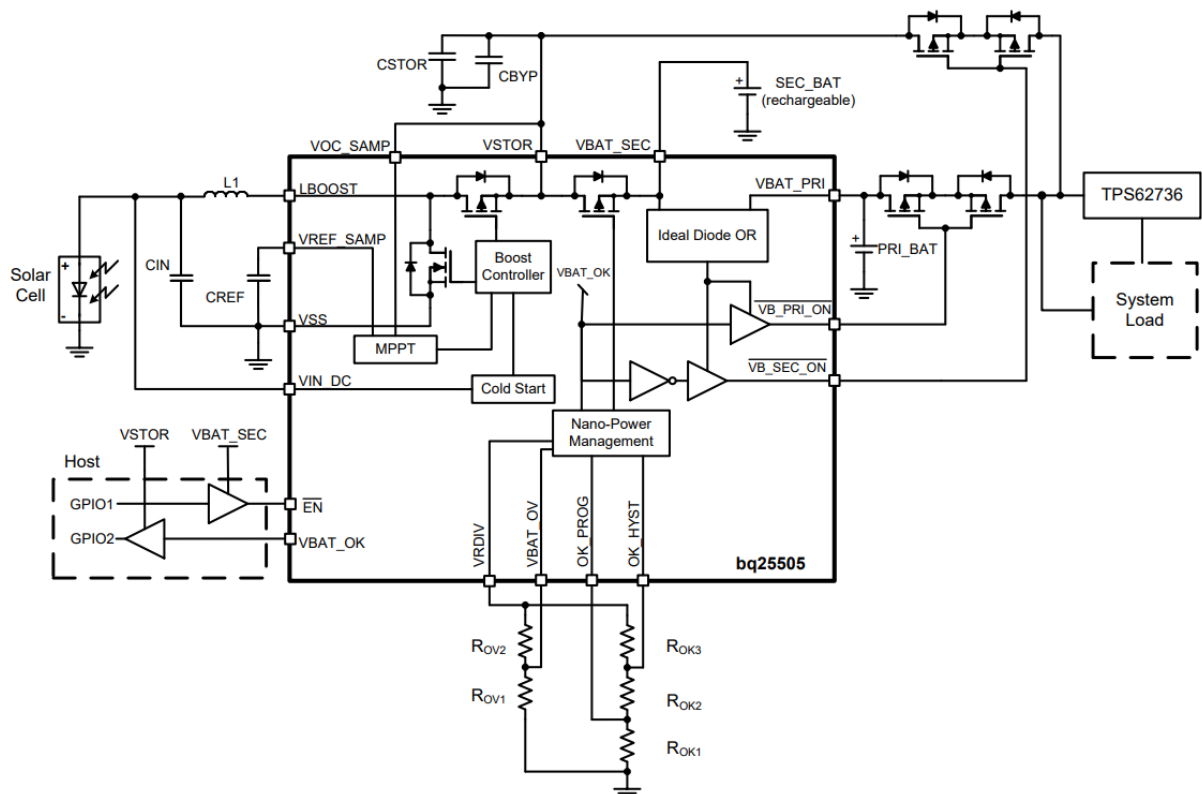 CSTOR
CBYP
SEC_BAT
(rechargeable)
VOC_SAMP
VSTOR
VBAT_SEC
L1
LBOOST
VBAT_PRI
TPS62736
Ideal Diode OR
PRI_BAT
VREF_SAMP
Boost
Controller
Solar
Cell
+
-
CIN
CREF
VBAT_OK
VB_PRI_ON
System
Load
VSS
MPPT
VIN_DC
Cold Start
VB_SEC_ON
Nano-Power
Management
VSTOR
VBAT_SEC
Host
GPIO1
EN
GPIO2
VBAT_OK
VRDIV
VBAT_OV
OK_PROG
OK_HYST
bq25505
ROV2
ROK3
ROV1
ROK2
ROK1
+
+